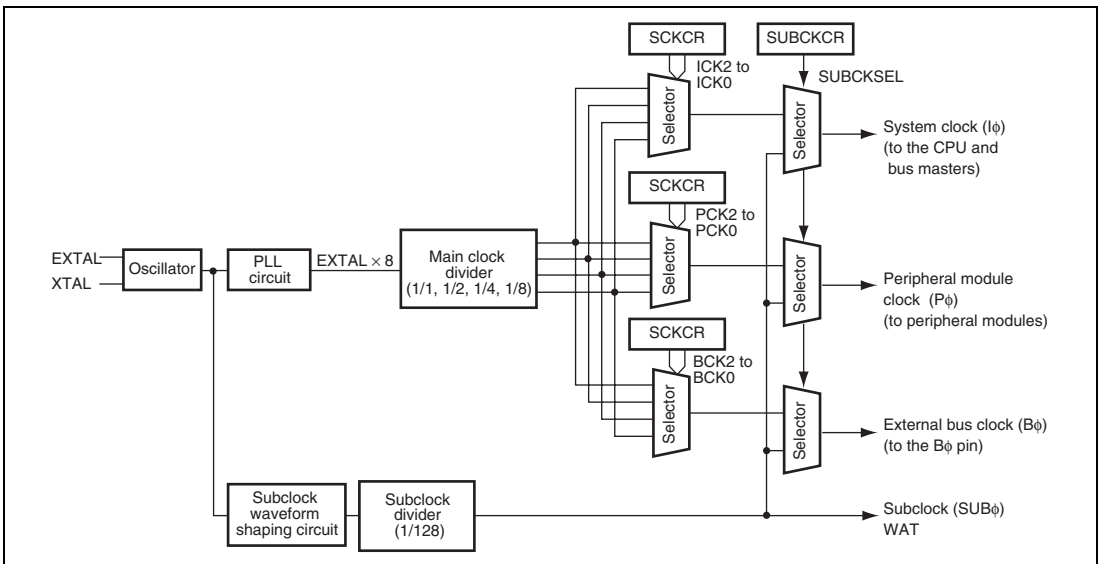 SCKCR
SUBCKCR
ICK2 to
ICK0
SUBCKSEL
Selector
Selector
System clock (Iϕ)
(to the CPU and
bus masters)
SCKCR
PCK2 to
PCK0
EXTAL
XTAL
Oscillator
PLL
circuit
EXTAL × 8
Main clock
divider
(1/1, 1/2, 1/4, 1/8)
Selector
Selector
Peripheral module
clock (Pϕ)
(to peripheral modules)
SCKCR
BCK2 to
BCK0
Selector
Selector
External bus clock (Bϕ)
(to the Bϕ pin)
Subclock
waveform
shaping circuit
Subclock
divider
(1/128)
Subclock (SUBϕ)
WAT